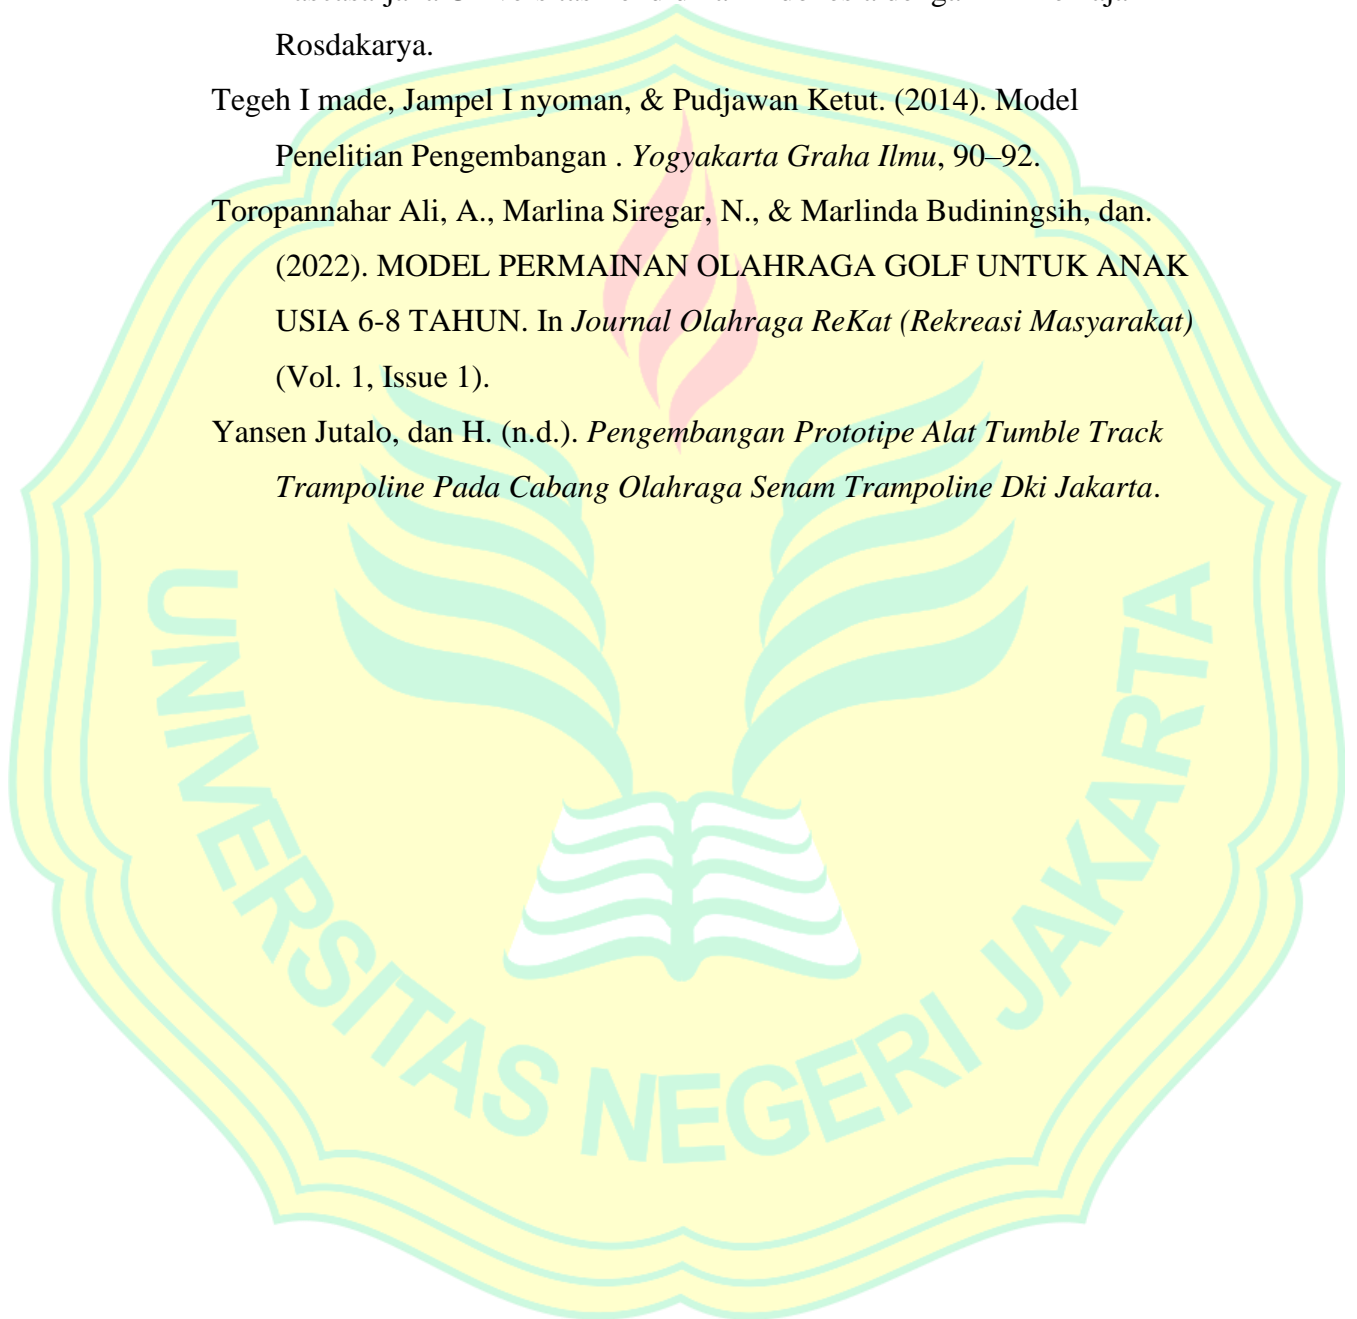 Rosdakarya.
Tegeh I made, Jampel I nyoman, & Pudjawan Ketut. (2014). Model
Penelitian Pengembangan . Yogyakarta Graha Ilmu, 90–92.
Toropannahar Ali, A., Marlina Siregar, N., & Marlinda Budiningsih, dan.
(2022). MODEL PERMAINAN OLAHRAGA GOLF UNTUK ANAK
USIA 6-8 TAHUN. In Journal Olahraga ReKat (Rekreasi Masyarakat)
(Vol. 1, Issue 1).
Yansen Jutalo, dan H. (n.d.). Pengembangan Prototipe Alat Tumble Track
Trampoline Pada Cabang Olahraga Senam Trampoline Dki Jakarta.
UNIVERSITAS NEGERI JAKARTA